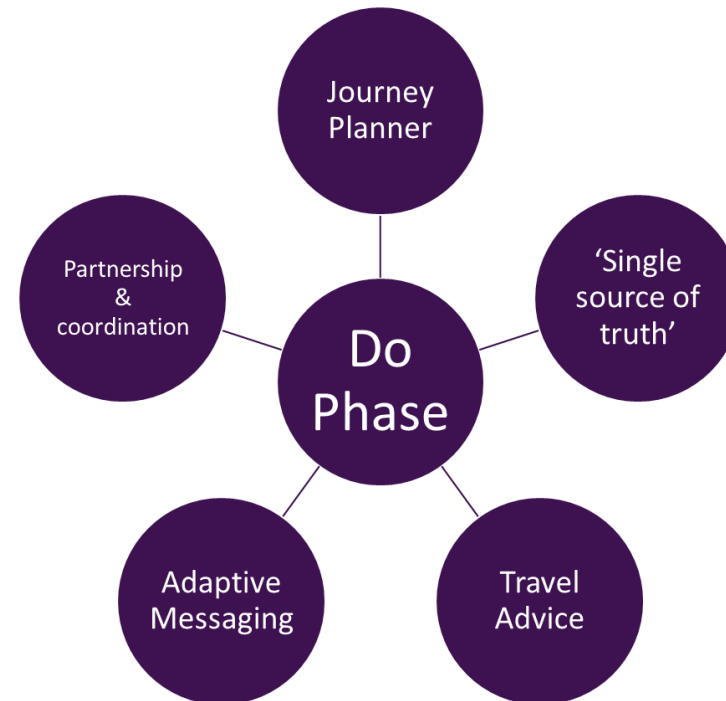 Journey
Planner
Partnership
&
coordination
‘Single
source of
truth’
Do
Phase
Adaptive
Messaging
Travel
Advice